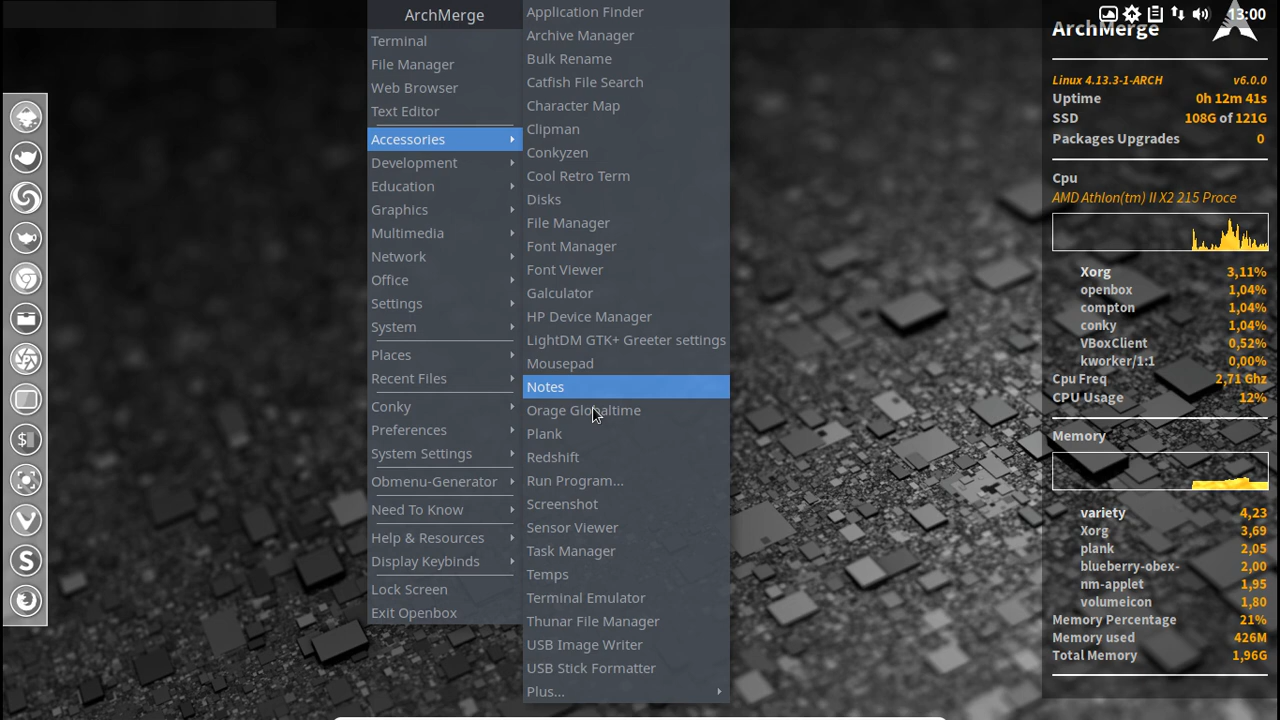 ArchMerge
Terminal
File Manager
Web Browser
Text Editor
Accessories
Development
Education
Graphics
Multimedia
Network
Office
Settings
System
Places
Recent Files
Conky
Preferences
System Settings
Obmenu-Generator
Need To Know
Help & Resources
Display Keybinds
Lock Screen
Exit Openbox
Application Finder
Archive Manager
Bulk Rename
Catfish File Search
Character Map
Clipman
Conkyzen
Cool Retro Term
Disks
File Manager
Font Manager
Font Viewer
Galculator
HP Device Manager
LightDM GTK+ Greeter settings
Mousepad
Notes
Orage Globaltime
Plank
Redshift
Run Program...
Screenshot
Sensor Viewer
Task Manager
Temps
Terminal Emulator
Thunar File Manager
USB Image Writer
USB Stick Formatter
Plus...
13:00
ArchMerge
Linux 4.13.3-1-ARCH v6.0.0
Uptime 0h 12m 41s
SSD 108G of 121G
Packages Upgrades 0
Cpu
AMD Athlon(tm) II X2 215 Proce
Xorg 3,11%
openbox 1,04%
compton 1,04%
conky 1,04%
VBoxClient 0,52%
kworker/1:1 0,00%
Cpu Freq 2,71 Ghz
CPU Usage 12%
Memory
variety 4,23
Xorg 3,69
plank 2,05
blueberry-obex- 2,00
nm-applet 1,95
volumeicon 1,80
Memory Percentage 21%
Memory used 426M
Total Memory 1,96G